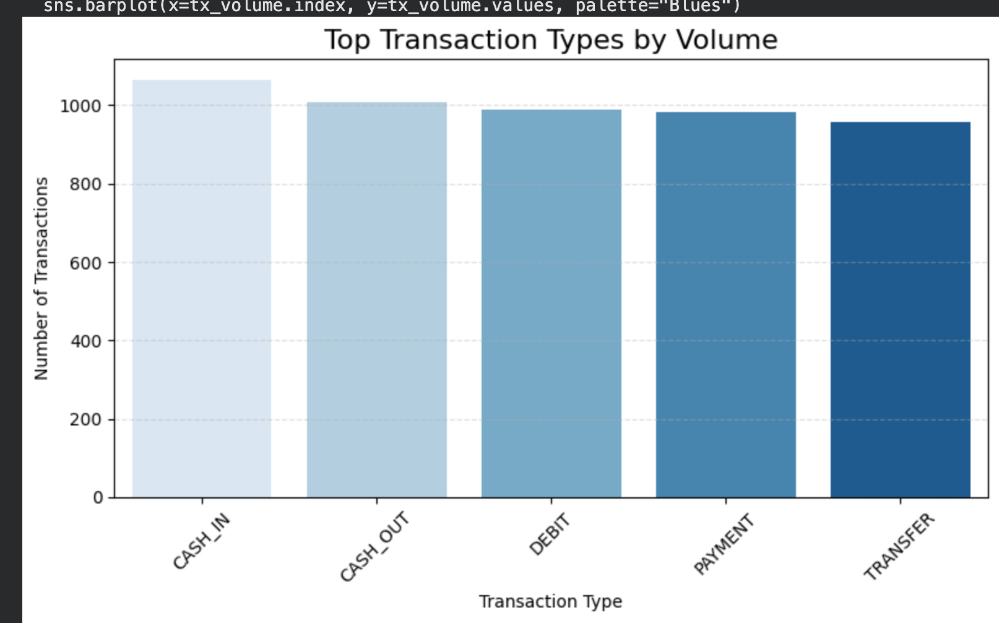 sns.barplot(x=tx_volume.index, y=tx_volume.values, palette="Blues")
Top Transaction Types by Volume
Number of Transactions
1000
800
600
400
200
0
CASH_IN
CASH_OUT
DEBIT
PAYMENT
TRANSFER
Transaction Type